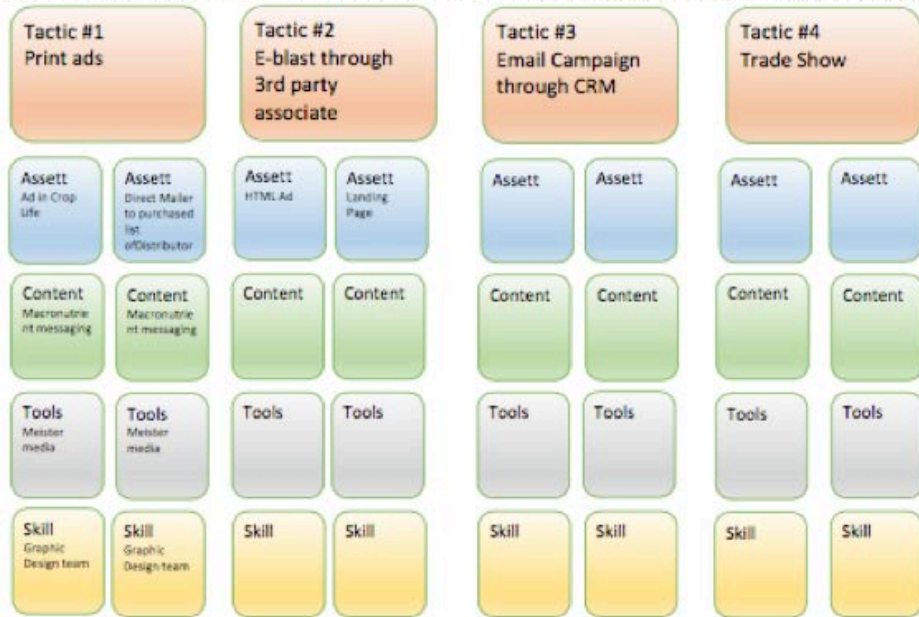 Tactic #1
Print ads
Tactic #2
E-blast through
3rd party
associate
Tactic #3
Email Campaign
through CRM
Tactic #4
Trade Show
Assett
Ad in Crop
Life
Assett
Direct Mailer
to purchased
list
ofDistributor
Assett
HTML Ad
Assett
Landing
Page
Assett
Assett
Assett
Assett
Content
Macronutrie
nt messaging
Content
Macronutrie
nt messaging
Content
Content
Content
Content
Content
Content
Tools
Meister
media
Tools
Meister
media
Tools
Tools
Tools
Tools
Tools
Tools
Skill
Graphic
Design team
Skill
Graphic
Design team
Skill
Skill
Skill
Skill
Skill
Skill